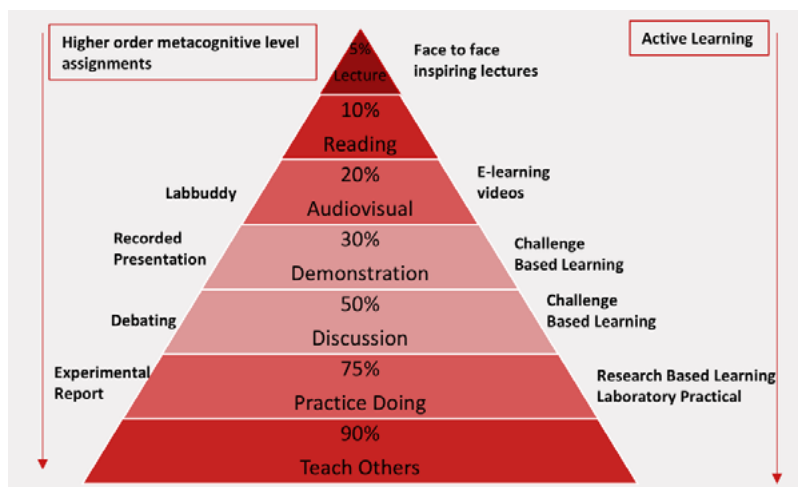 Higher order metacognitive level
assignments
Active Learning
5%
Lecture
Face to face
inspiring lectures
10%
Reading
Labbuddy
20%
Audiovisual
E-learning
videos
Recorded
Presentation
30%
Demonstration
Challenge
Based Learning
Debating
50%
Discussion
Challenge
Based Learning
Experimental
Report
75%
Practice Doing
Research Based Learning
Laboratory Practical
90%
Teach Others